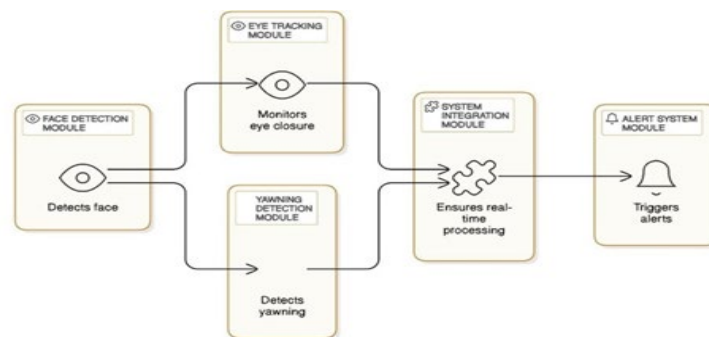 FACE DETECTION
MODULE
Detects face
EYE TRACKING
MODULE
Monitors
eye closure
YAWNING
DETECTION
MODULE
Detects
yawning
SYSTEM
INTEGRATION
MODULE
Ensures real-
time
processing
ALERT SYSTEM
MODULE
Triggers
alerts